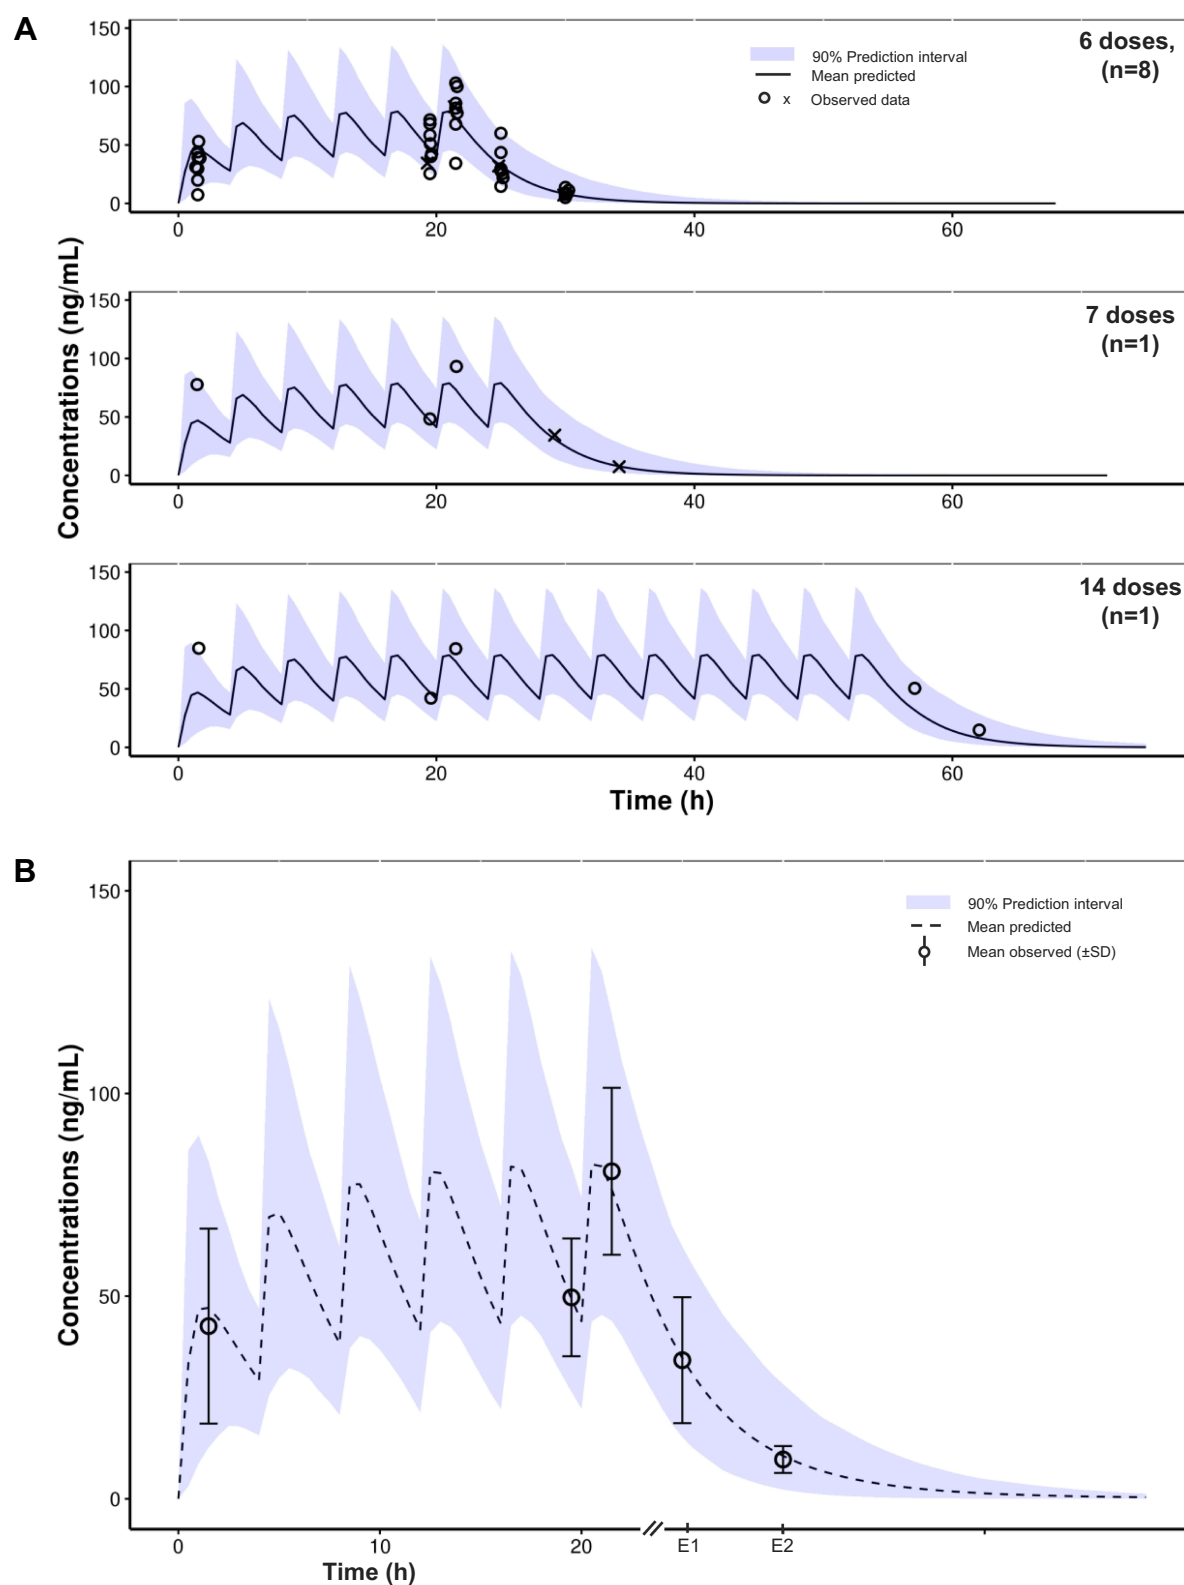 A
150
100
50
0
0
20
40
60
90% Prediction interval
Mean predicted
x Observed data
6 doses,
(n=8)
Concentrations (ng/mL)
150
100
50
0
0
20
40
60
7 doses
(n=1)
150
100
50
0
0
20
40
60
14 doses
(n=1)
Time (h)
B
150
100
50
0
Concentrations (ng/mL)
90% Prediction interval
Mean predicted
Mean observed (±SD)
0
10
20
E1
E2
Time (h)